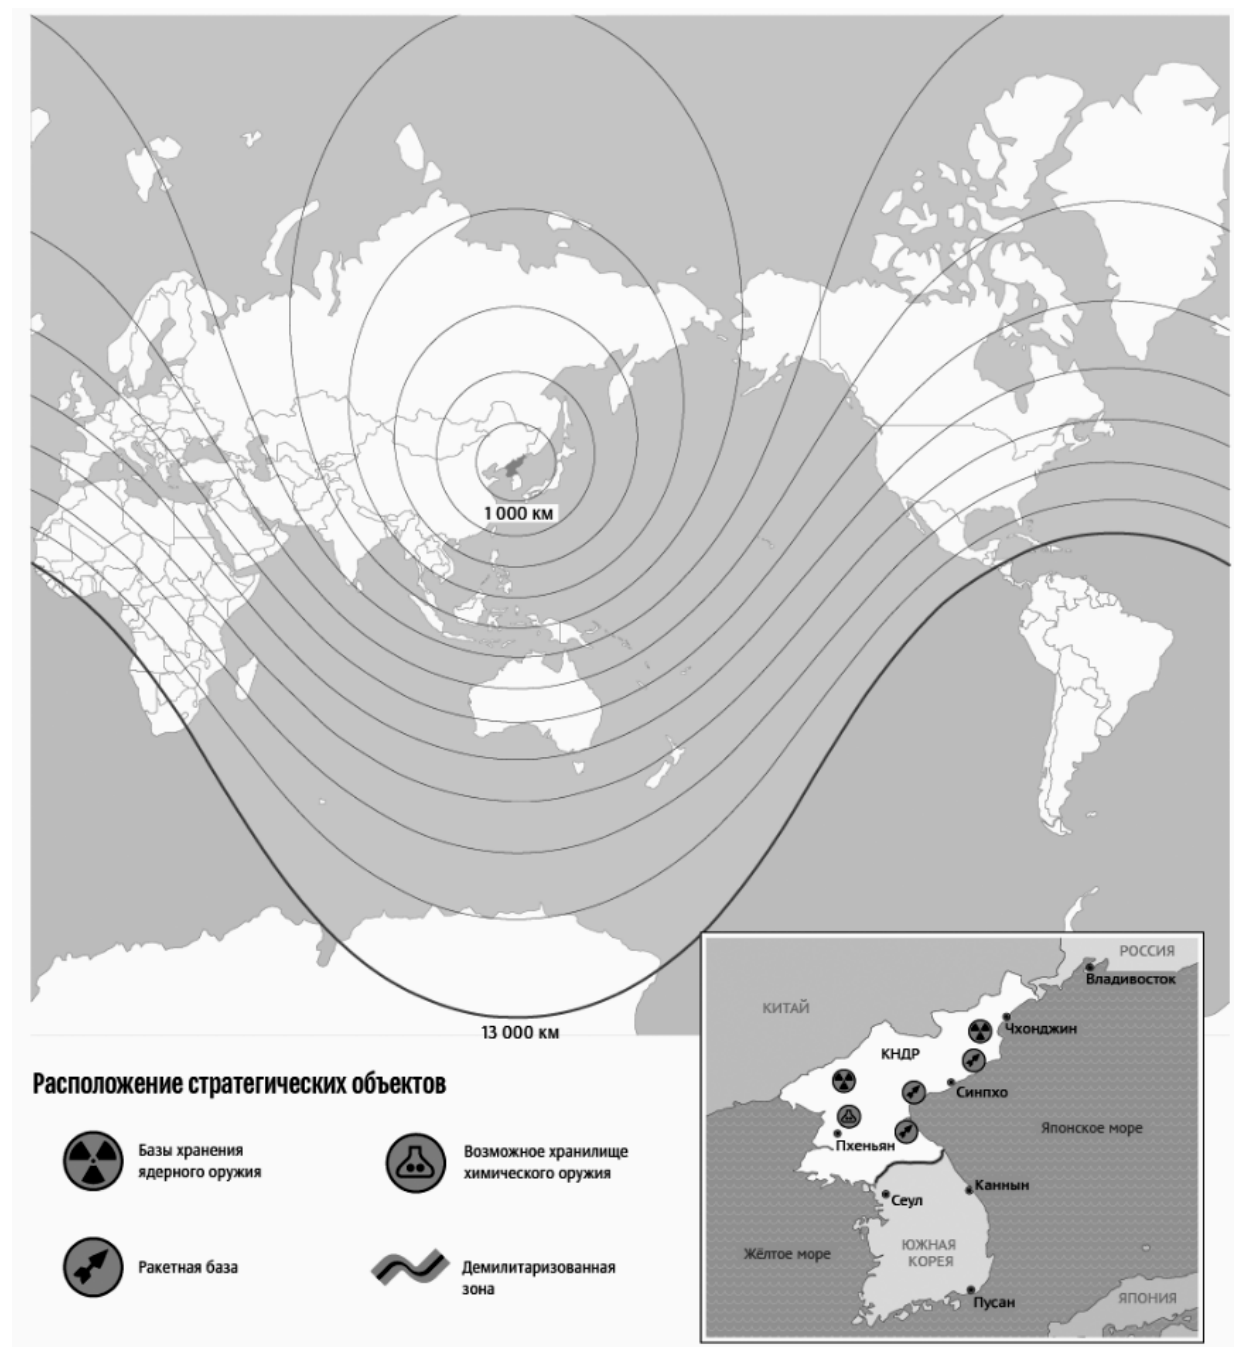 1 000 км
13 000 км
Расположение стратегических объектов
Базы хранения
ядерного оружия
Возможное хранилище
химического оружия
Ракетная база
Демилитаризованная
зона
РОССИЯ
Владивосток
КИТАЙ
Чхонджин
КНДР
Синпхо
Японское море
Пхеньян
Каннын
Сеул
ЮЖНАЯ
КОРЕЯ
Жёлтое море
Пусан
ЯПОНИЯ